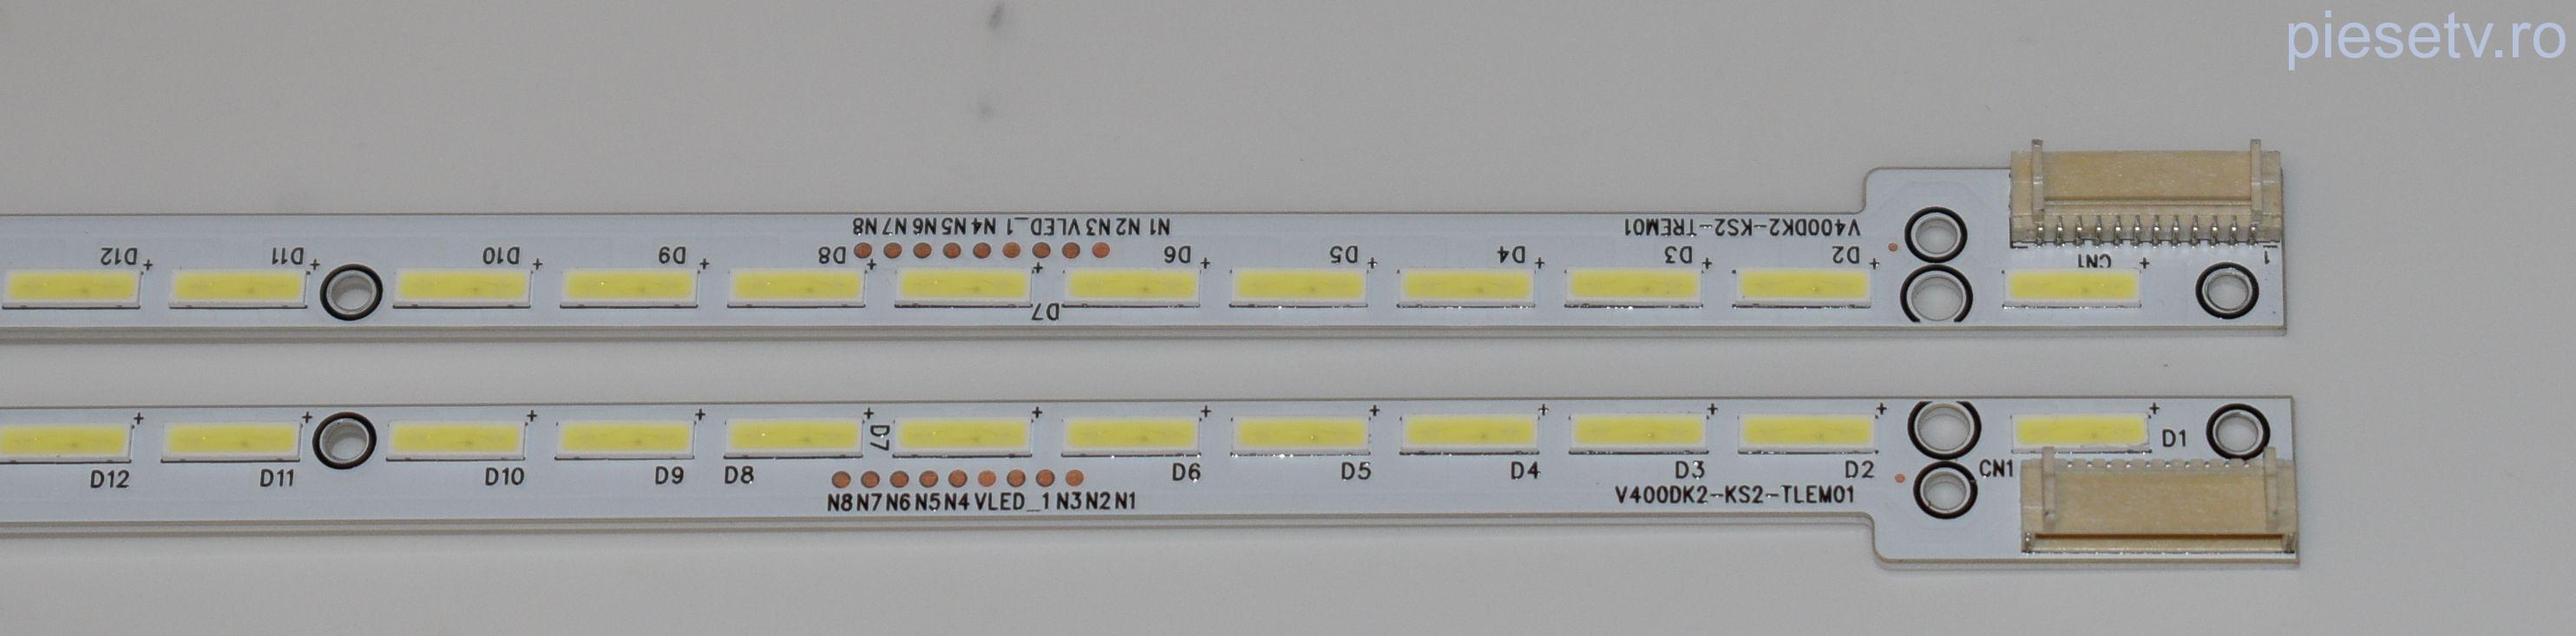 piesetv.ro
N1 N2 N3 VLED_1 N4 N5 N6 N7 N8
V400DK2-KS2-TREM01
D12 D11 D10 D9 D8 D6 D5 D4 D3 D2 CN1 1
D7
D7 D1
D12 D11 D10 D9 D8 D6 D5 D4 D3 D2 CN1
N8 N7 N6 N5 N4 VLED_1 N3 N2 N1
V400DK2-KS2-TLEM01